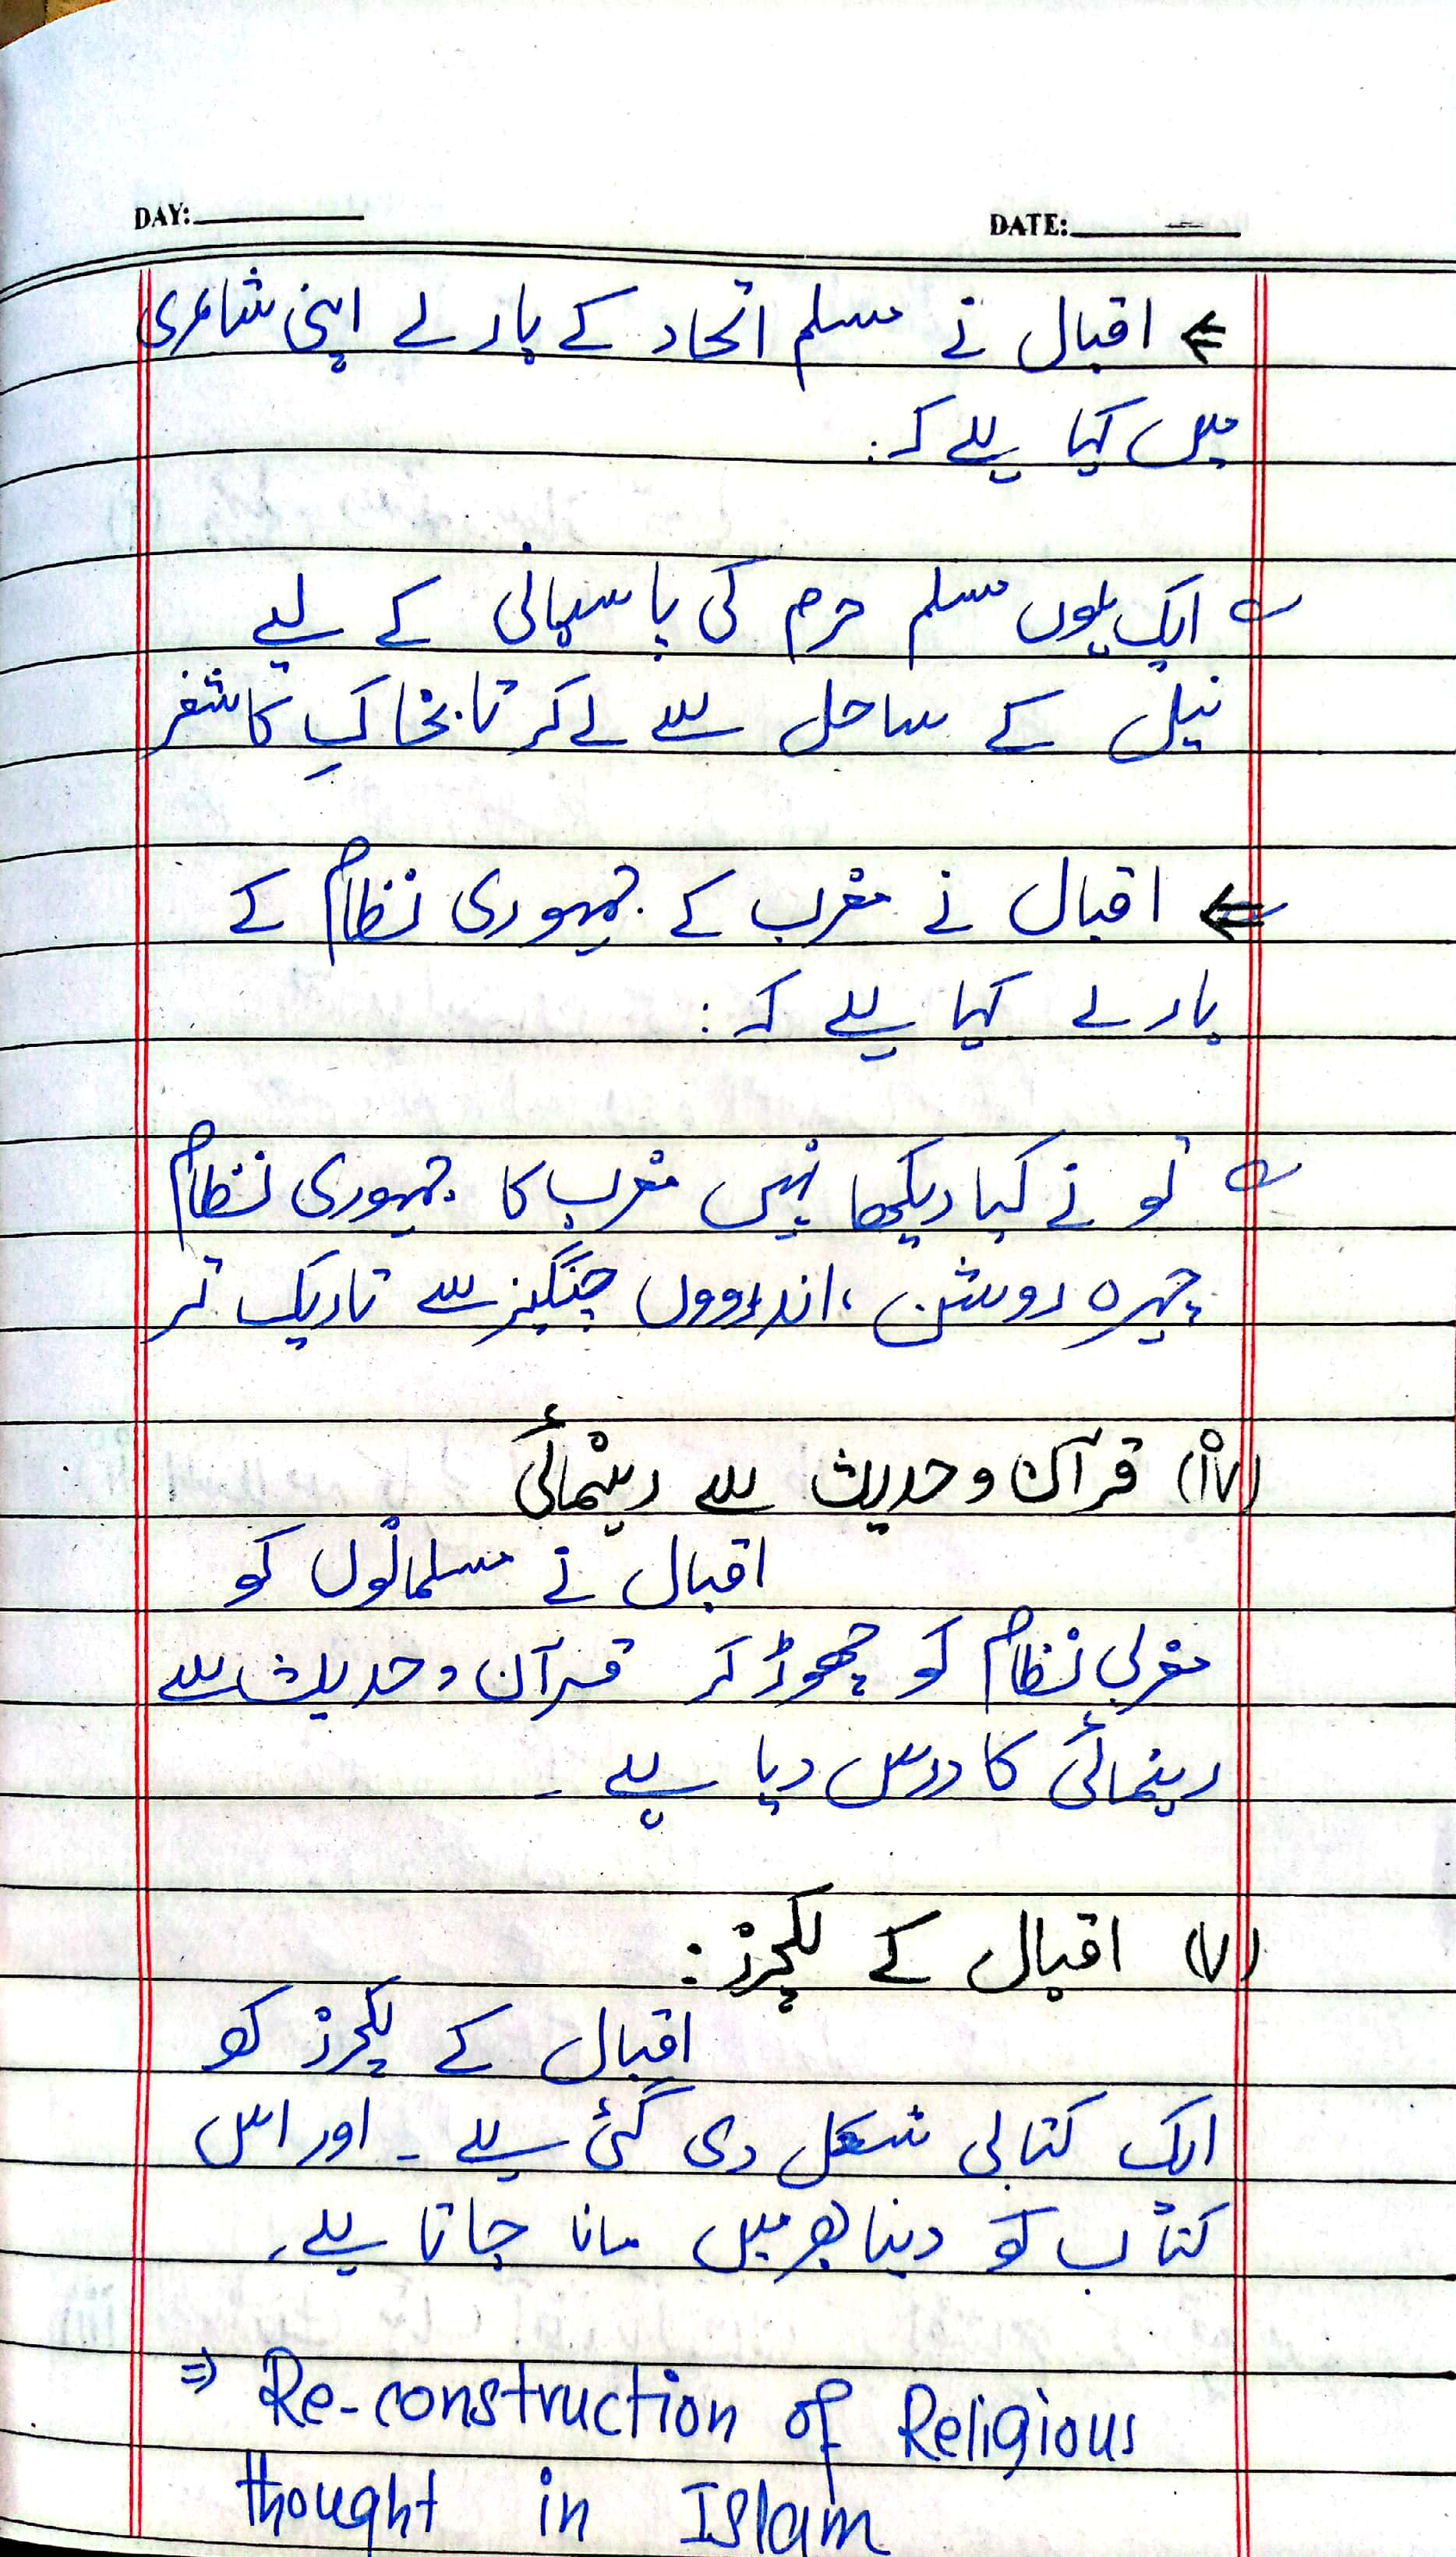 DAY: DATE:
⇐ اقبال نے مسلم اتحاد کے بارے اپنی شاعری
میں کہا ہے کہ:
؎ ایک ہوں مسلم حرم کی پاسبانی کے لیے
نیل کے ساحل سے لے کر تا بخاکِ کاشغر
⇐ اقبال نے مغرب کے جمہوری نظام کے
بارے کہا ہے کہ:
؎ تو نے کیا دیکھا نہیں مغرب کا جمہوری نظام
چہرہ روشن، اندروں چنگیز سے تاریک تر
(iv) قرآن و حدیث سے رہنمائی
اقبال نے مسلمانوں کو
مغربی نظام کو چھوڑ کر قرآن و حدیث سے
رہنمائی کا درس دیا ہے ۔
(v) اقبال کے لیکچرز:
اقبال کے لیکچرز کو
ایک کتابی شکل دی گئی ہے ۔ اور اس
کتاب کو دینا بھر میں مانا جاتا ہے۔
⇒ Re-construction of Religious
thought in Islam